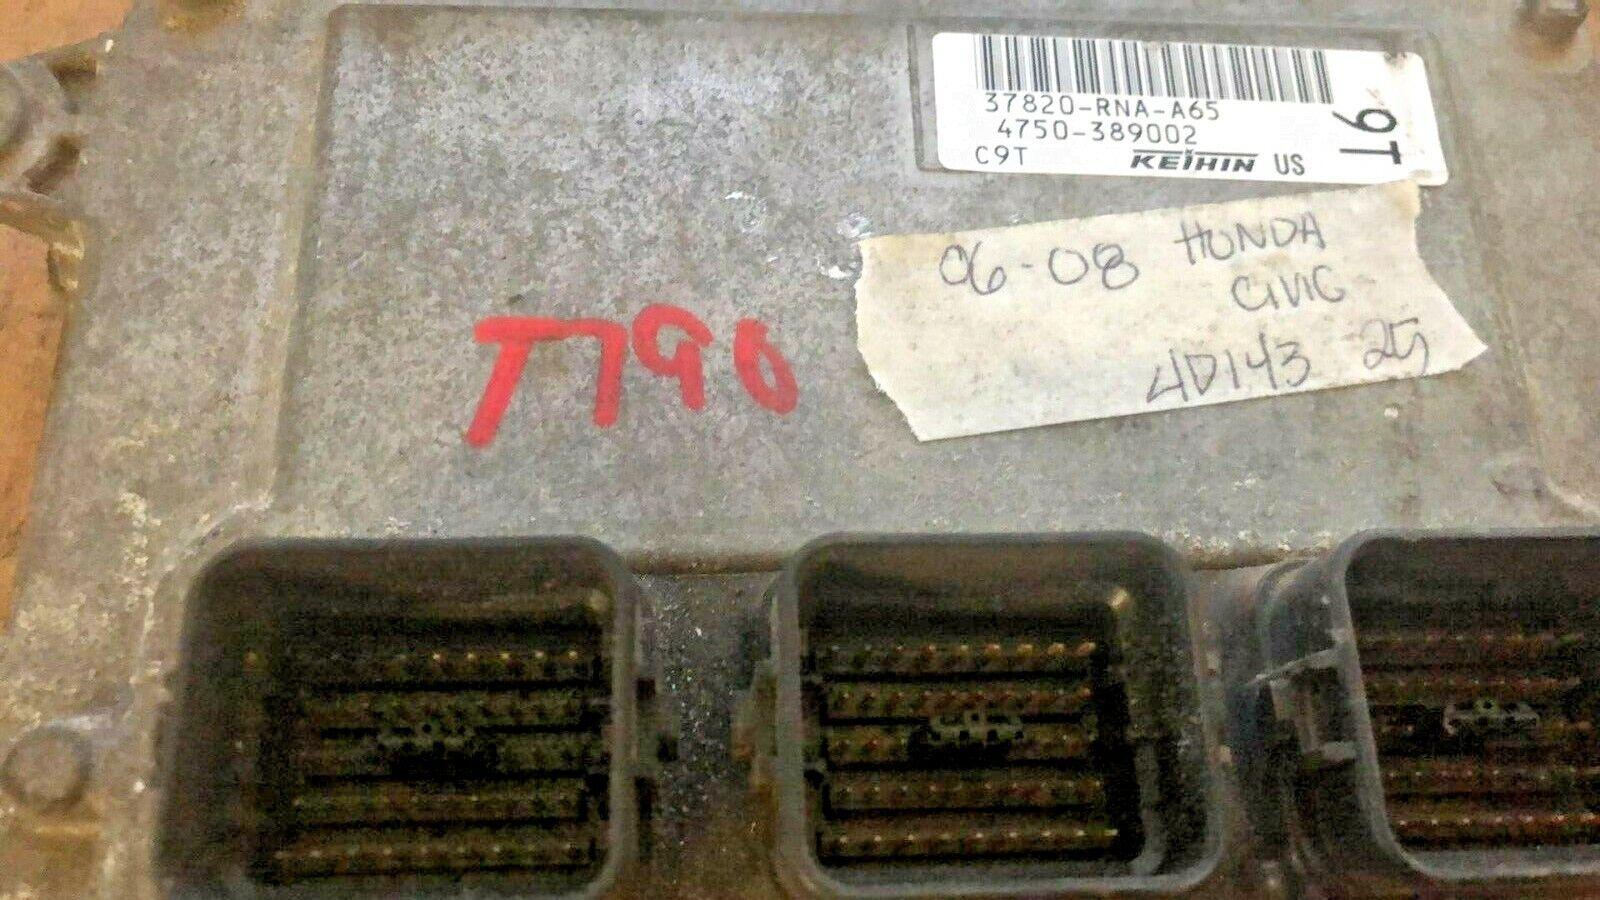 37820-RNA-A65
4750-389002
C9T KEIHIN US
9T
06-08 HONDA
CIVIC
4D143 25
T790